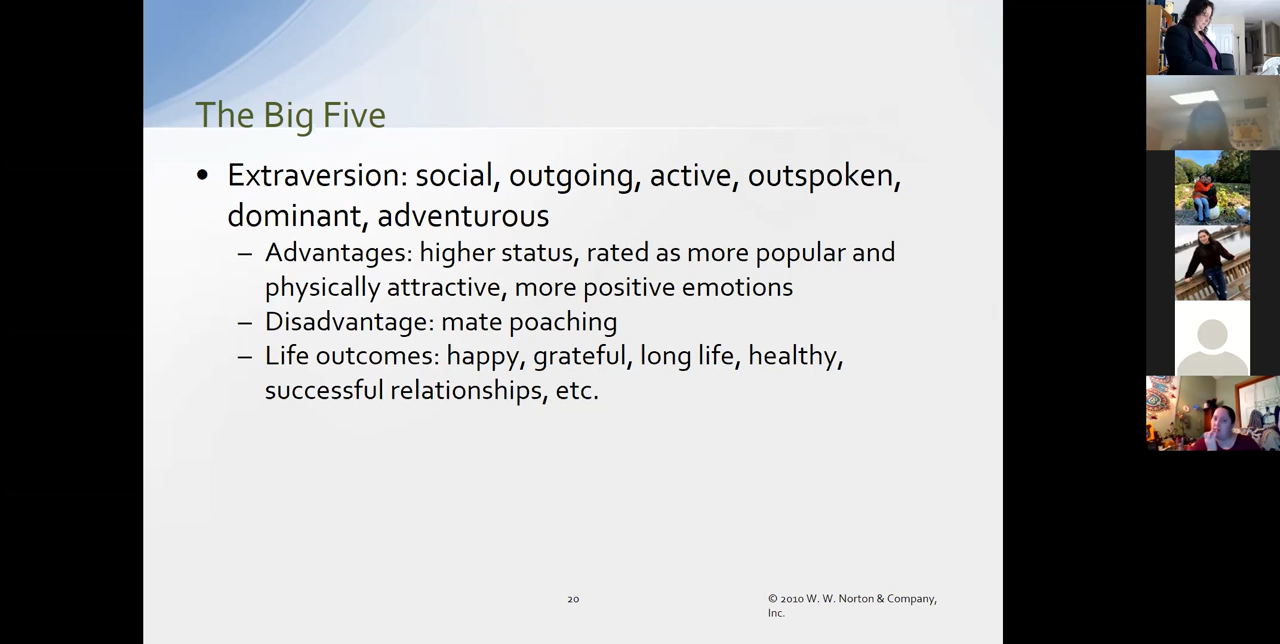 The Big Five
• Extraversion: social, outgoing, active, outspoken,
dominant, adventurous
– Advantages: higher status, rated as more popular and
physically attractive, more positive emotions
– Disadvantage: mate poaching
– Life outcomes: happy, grateful, long life, healthy,
successful relationships, etc.
20
© 2010 W. W. Norton & Company,
Inc.